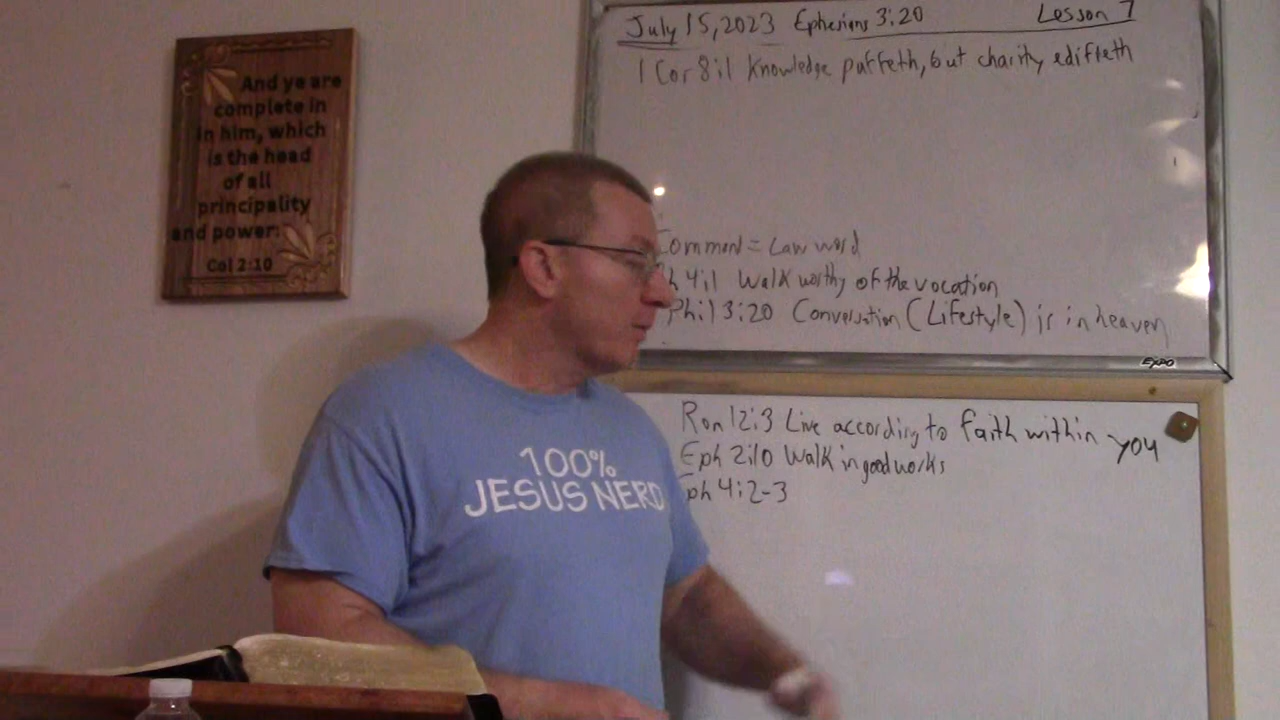 And ye are
complete in
in him, which
is the head
of all
principality
and power:
Col 2:10
July 15, 2023 Ephesians 3:20 Lesson 7
1 Cor 8:1 Knowledge puffeth, but charity edifieth
Comment = Law word
h 4:1 Walk worthy of the vocation
Phil 3:20 Conversation (Lifestyle) is in heaven
EXPO
Rom 12:3 Live according to faith within you
Eph 2:10 Walk in good works
Eph 4:2-3
100%
JESUS NERD